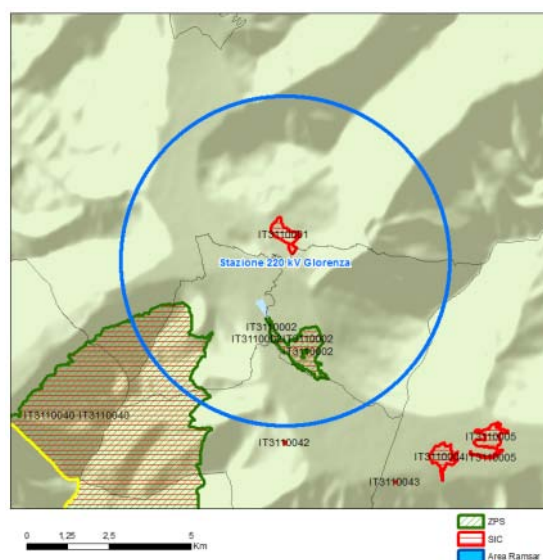 IT3110001
Stazione 220 kV Glorenza
IT3110002
IT3110002
IT3110002
IT3110040 IT3110040
IT3110042
IT3110005
IT3110004
IT3110005
IT3110043
0 1,25 2,5 5
Km
ZPS
SIC
Area Ramsar